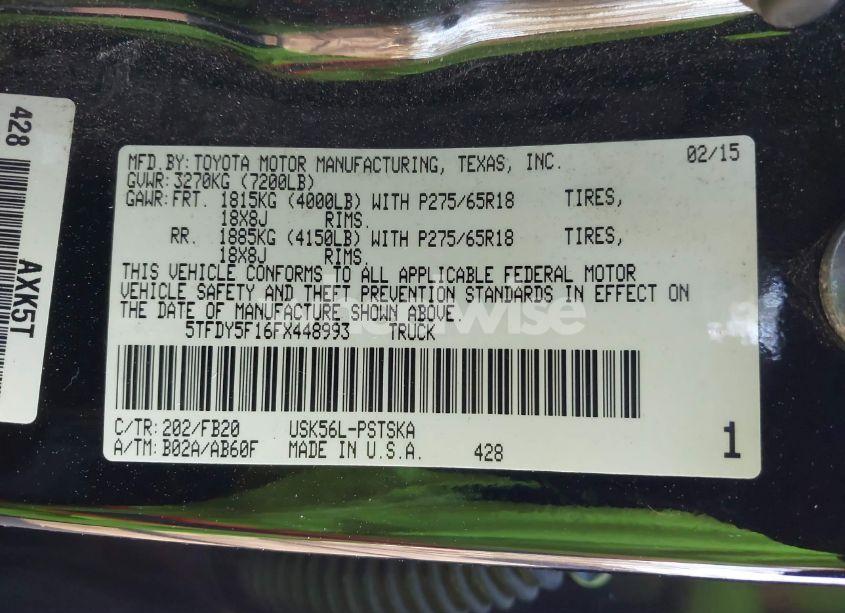 428
AXK5T
MFD.BY:TOYOTA MOTOR MANUFACTURING, TEXAS, INC. 02/15
GVWR:3270KG (7200LB)
GAWR:FRT. 1815KG (4000LB) WITH P275/65R18 TIRES,
18X8J RIMS.
RR. 1885KG (4150LB) WITH P275/65R18 TIRES,
18X8J RIMS.
THIS VEHICLE CONFORMS TO ALL APPLICABLE FEDERAL MOTOR
VEHICLE SAFETY AND THEFT PREVENTION STANDARDS IN EFFECT ON
THE DATE OF MANUFACTURE SHOWN ABOVE.
5TFDY5F16FX448993 TRUCK
C/TR:202/FB20 USK56L-PSTSKA
A/TM:B02A/AB60F MADE IN U.S.A. 428 1